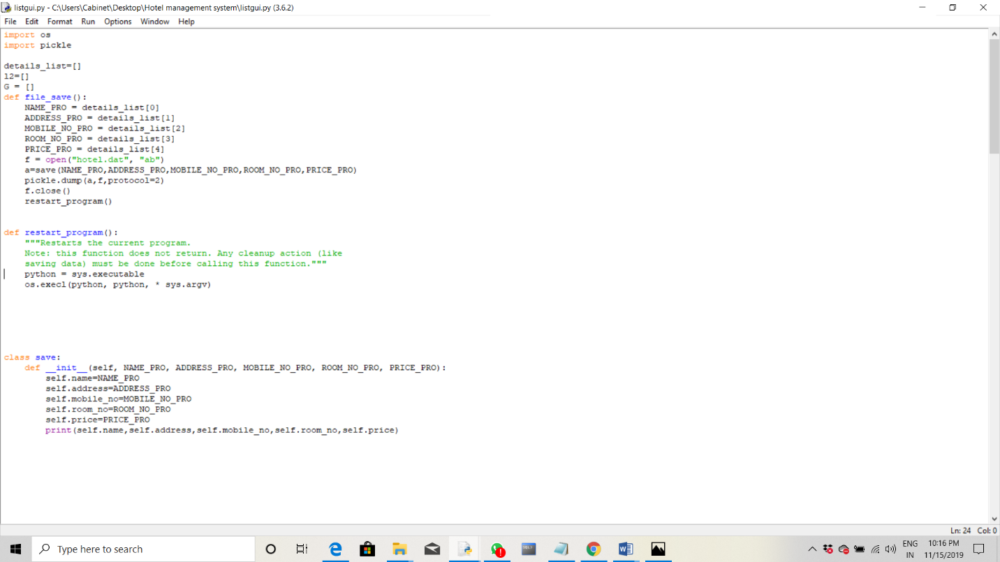 listgui.py - C:\Users\Cabinet\Desktop\Hotel management system\listgui.py (3.6.2)
File Edit Format Run Options Window Help
import os
import pickle
details_list=[]
l2=[]
G = []
def file_save():
    NAME_PRO = details_list[0]
    ADDRESS_PRO = details_list[1]
    MOBILE_NO_PRO = details_list[2]
    ROOM_NO_PRO = details_list[3]
    PRICE_PRO = details_list[4]
    f = open("hotel.dat", "ab")
    a=save(NAME_PRO,ADDRESS_PRO,MOBILE_NO_PRO,ROOM_NO_PRO,PRICE_PRO)
    pickle.dump(a,f,protocol=2)
    f.close()
    restart_program()
def restart_program():
    """Restarts the current program.
    Note: this function does not return. Any cleanup action (like
    saving data) must be done before calling this function."""
    python = sys.executable
    os.execl(python, python, * sys.argv)
class save:
    def __init__(self, NAME_PRO, ADDRESS_PRO, MOBILE_NO_PRO, ROOM_NO_PRO, PRICE_PRO):
        self.name=NAME_PRO
        self.address=ADDRESS_PRO
        self.mobile_no=MOBILE_NO_PRO
        self.room_no=ROOM_NO_PRO
        self.price=PRICE_PRO
        print(self.name,self.address,self.mobile_no,self.room_no,self.price)
Ln: 24 Col: 0
Type here to search
ENG
IN
10:16 PM
11/15/2019